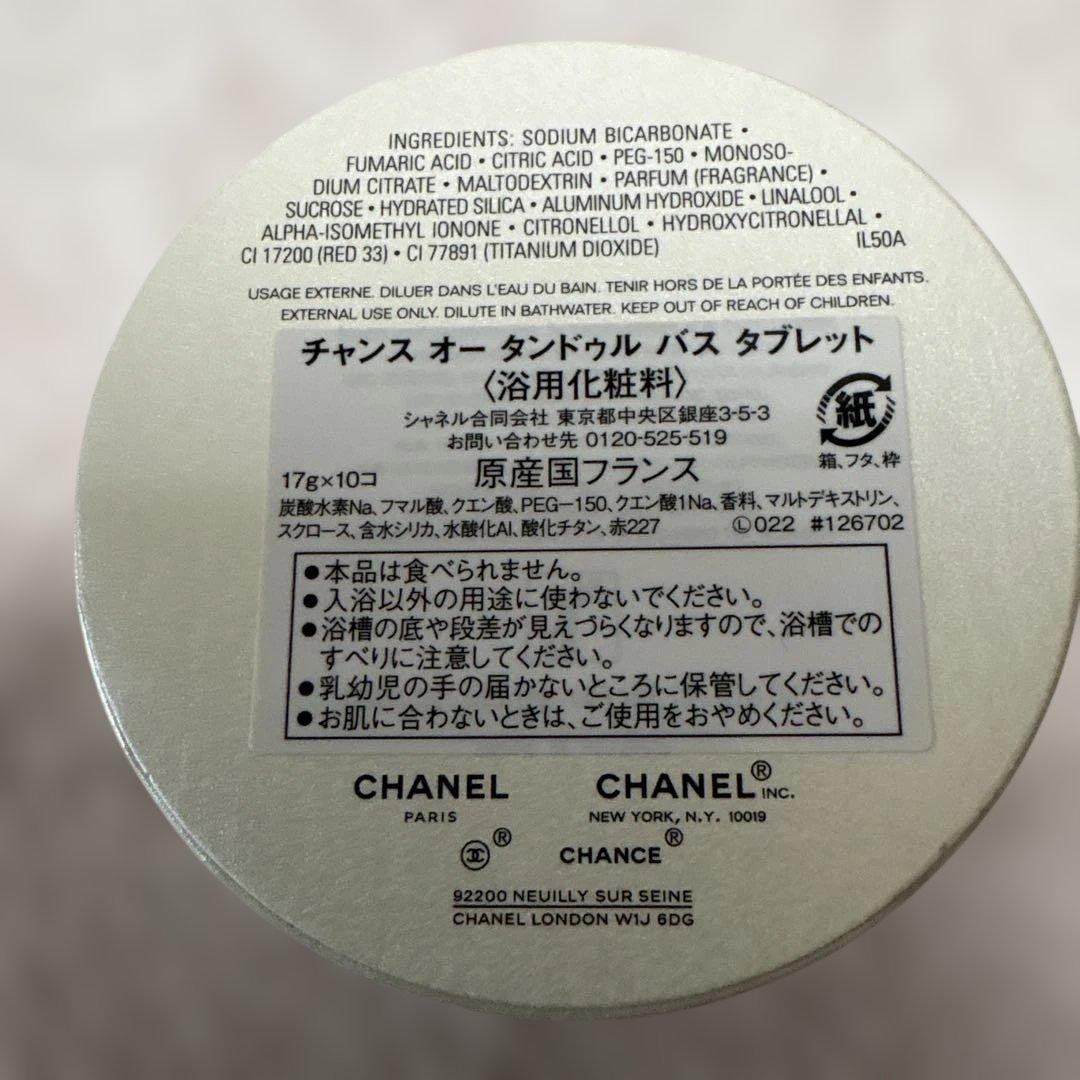 INGREDIENTS: SODIUM BICARBONATE •
FUMARIC ACID • CITRIC ACID • PEG-150 • MONOSO-
DIUM CITRATE • MALTODEXTRIN • PARFUM (FRAGRANCE) •
SUCROSE • HYDRATED SILICA • ALUMINUM HYDROXIDE • LINALOOL •
ALPHA-ISOMETHYL IONONE • CITRONELLOL • HYDROXYCITRONELLAL •
CI 17200 (RED 33) • CI 77891 (TITANIUM DIOXIDE) IL50A
USAGE EXTERNE. DILUER DANS L'EAU DU BAIN. TENIR HORS DE LA PORTÉE DES ENFANTS.
EXTERNAL USE ONLY. DILUTE IN BATHWATER. KEEP OUT OF REACH OF CHILDREN.
チャンス オー タンドゥル バス タブレット
〈浴用化粧料〉
シャネル合同会社 東京都中央区銀座3-5-3
お問い合わせ先 0120-525-519
紙
箱、フタ、枠
17g×10コ 原産国フランス
炭酸水素Na、フマル酸、クエン酸、PEG-150、クエン酸1Na、香料、マルトデキストリン、
スクロース、含水シリカ、水酸化Al、酸化チタン、赤227 Ⓛ022 #126702
●本品は食べられません。
●入浴以外の用途に使わないでください。
●浴槽の底や段差が見えづらくなりますので、浴槽での
すべりに注意してください。
●乳幼児の手の届かないところに保管してください。
●お肌に合わないときは、ご使用をおやめください。
CHANEL CHANEL® INC.
PARIS NEW YORK, N.Y. 10019
® CHANCE®
92200 NEUILLY SUR SEINE
CHANEL LONDON W1J 6DG